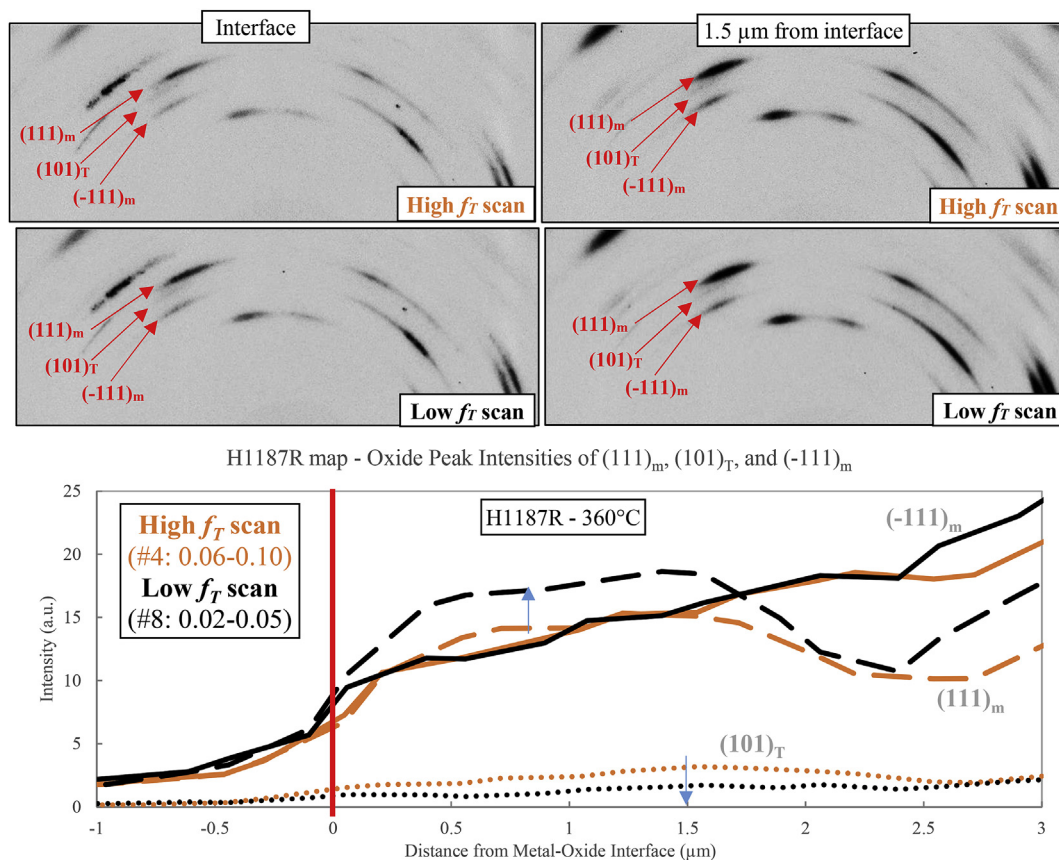 Interface
1.5 µm from interface
(111)m
(101)T
(-111)m
High fT scan
(111)m
(101)T
(-111)m
High fT scan
(111)m
(101)T
(-111)m
Low fT scan
(111)m
(101)T
(-111)m
Low fT scan
H1187R map - Oxide Peak Intensities of (111)m, (101)T, and (-111)m
High fT scan
(#4: 0.06-0.10)
Low fT scan
(#8: 0.02-0.05)
H1187R - 360°C
(-111)m
(111)m
(101)T
Intensity (a.u.)
25
20
15
10
5
0
-1
-0.5
0
0.5
1
1.5
2
2.5
3
Distance from Metal-Oxide Interface (µm)